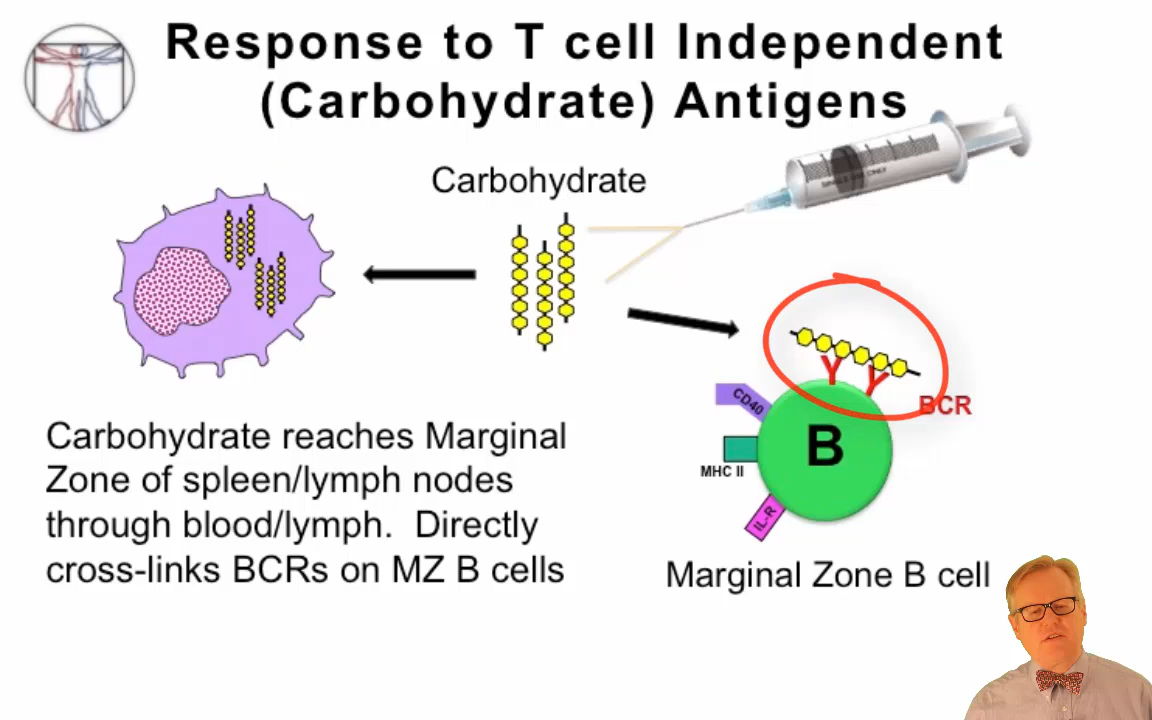 Response to T cell Independent
(Carbohydrate) Antigens
Carbohydrate
BCR
CD40
B
MHC II
IL-R
Carbohydrate reaches Marginal
Zone of spleen/lymph nodes
through blood/lymph. Directly
cross-links BCRs on MZ B cells
Marginal Zone B cell